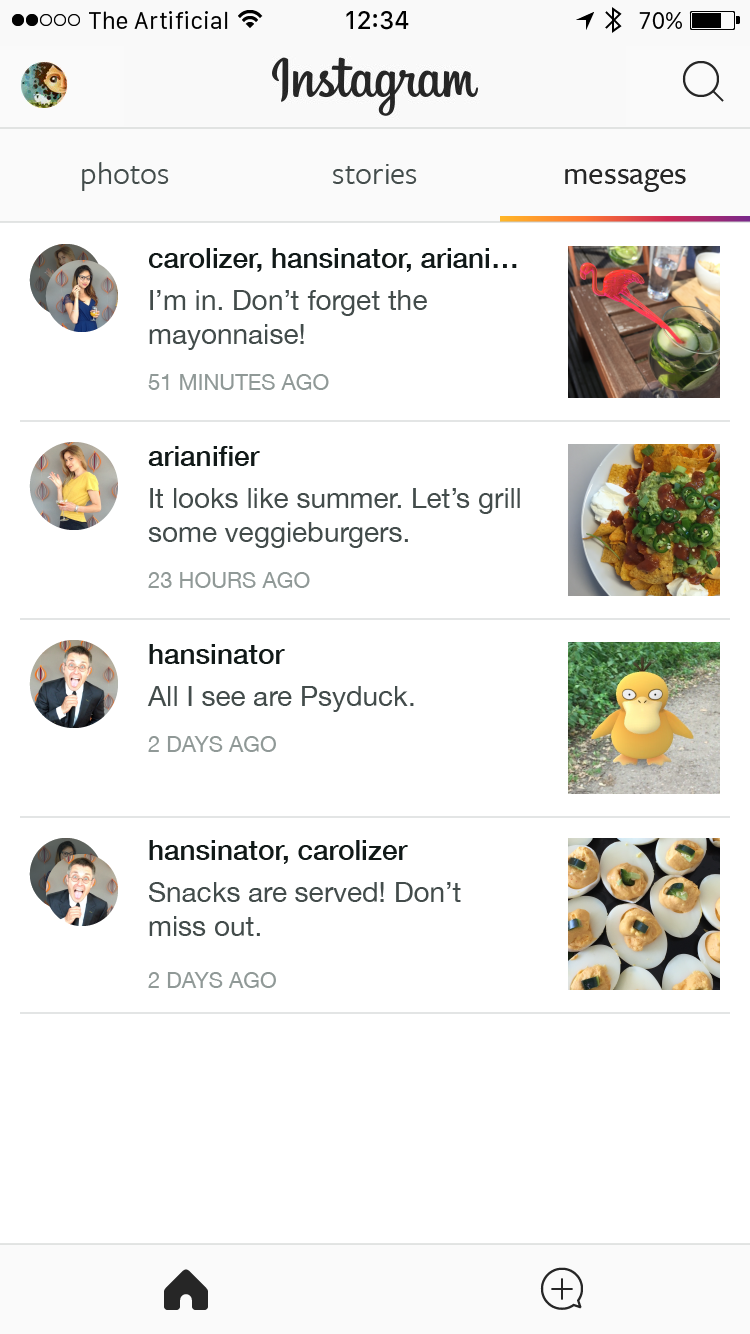 The Artificial 12:34 70%
Instagram
photos stories messages
carolizer, hansinator, ariani...
I’m in. Don’t forget the
mayonnaise!
51 MINUTES AGO
arianifier
It looks like summer. Let’s grill
some veggieburgers.
23 HOURS AGO
hansinator
All I see are Psyduck.
2 DAYS AGO
hansinator, carolizer
Snacks are served! Don’t
miss out.
2 DAYS AGO